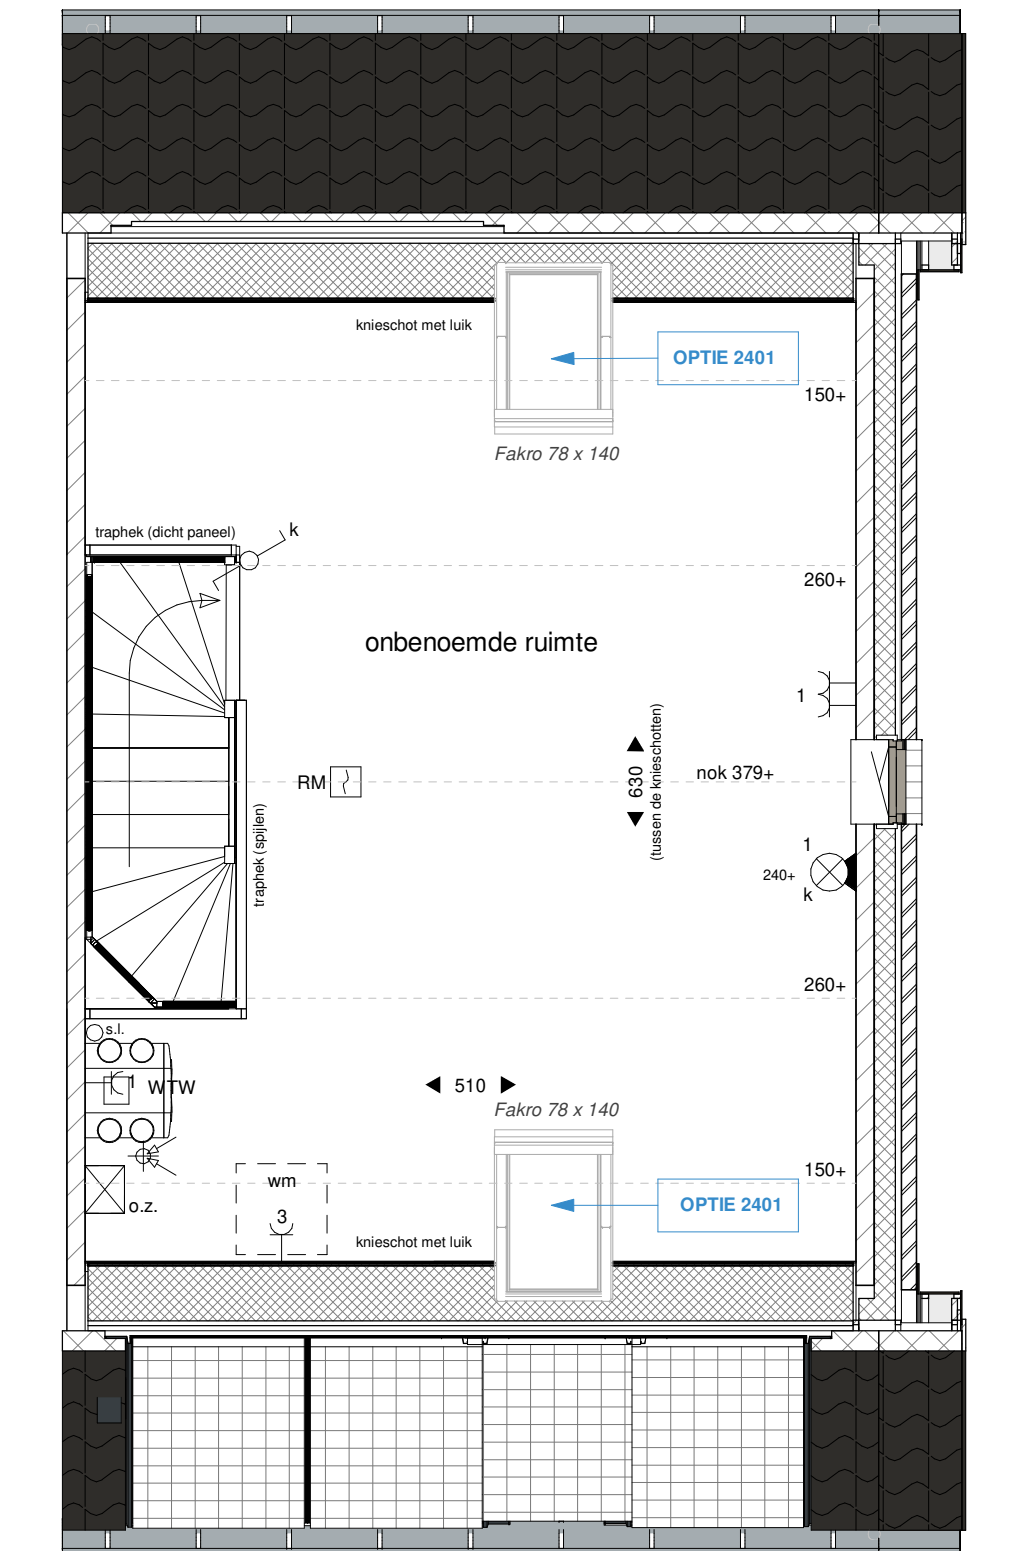 knieschot met luik
OPTIE 2401
150+
Fakro 78 x 140
traphek (dicht paneel)
k
260+
onbenoemde ruimte
1
630
(tussen de knieschotten)
nok 379+
RM
traphek (spijlen)
1
240+
k
260+
s.l.
1
WTW
510
Fakro 78 x 140
150+
wm
o.z.
OPTIE 2401
3
knieschot met luik